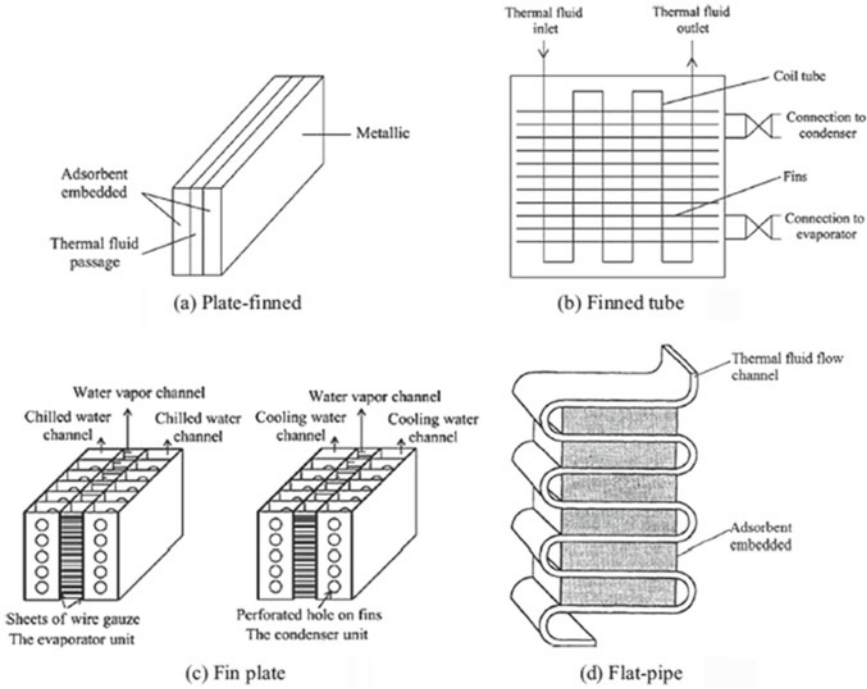 Metallic
Adsorbent
embedded
Thermal fluid
passage
(a) Plate-finned
Thermal fluid
inlet
Thermal fluid
outlet
Coil tube
Connection to
condenser
Fins
Connection to
evaporator
(b) Finned tube
Water vapor channel
Chilled water
channel
Chilled water
channel
Sheets of wire gauze
The evaporator unit
Water vapor channel
Cooling water
channel
Cooling water
channel
Perforated hole on fins
The condenser unit
(c) Fin plate
Thermal fluid flow
channel
Adsorbent
embedded
(d) Flat-pipe